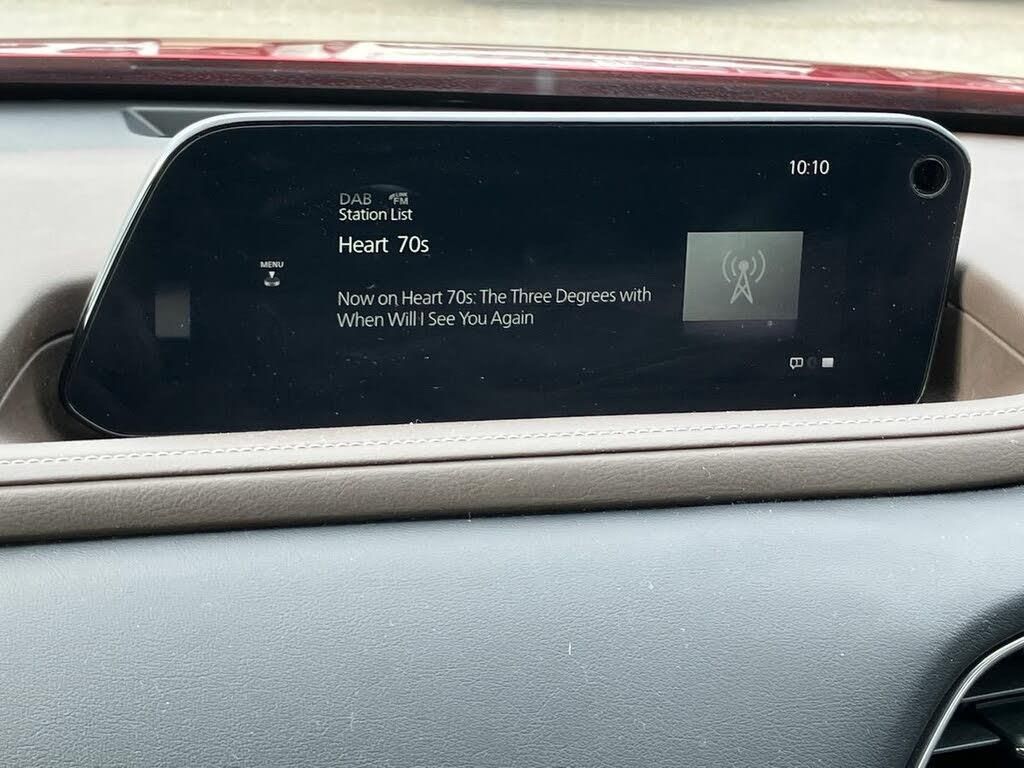 10:10
DAB LINK FM
Station List
Heart 70s
MENU
Now on Heart 70s: The Three Degrees with
When Will I See You Again